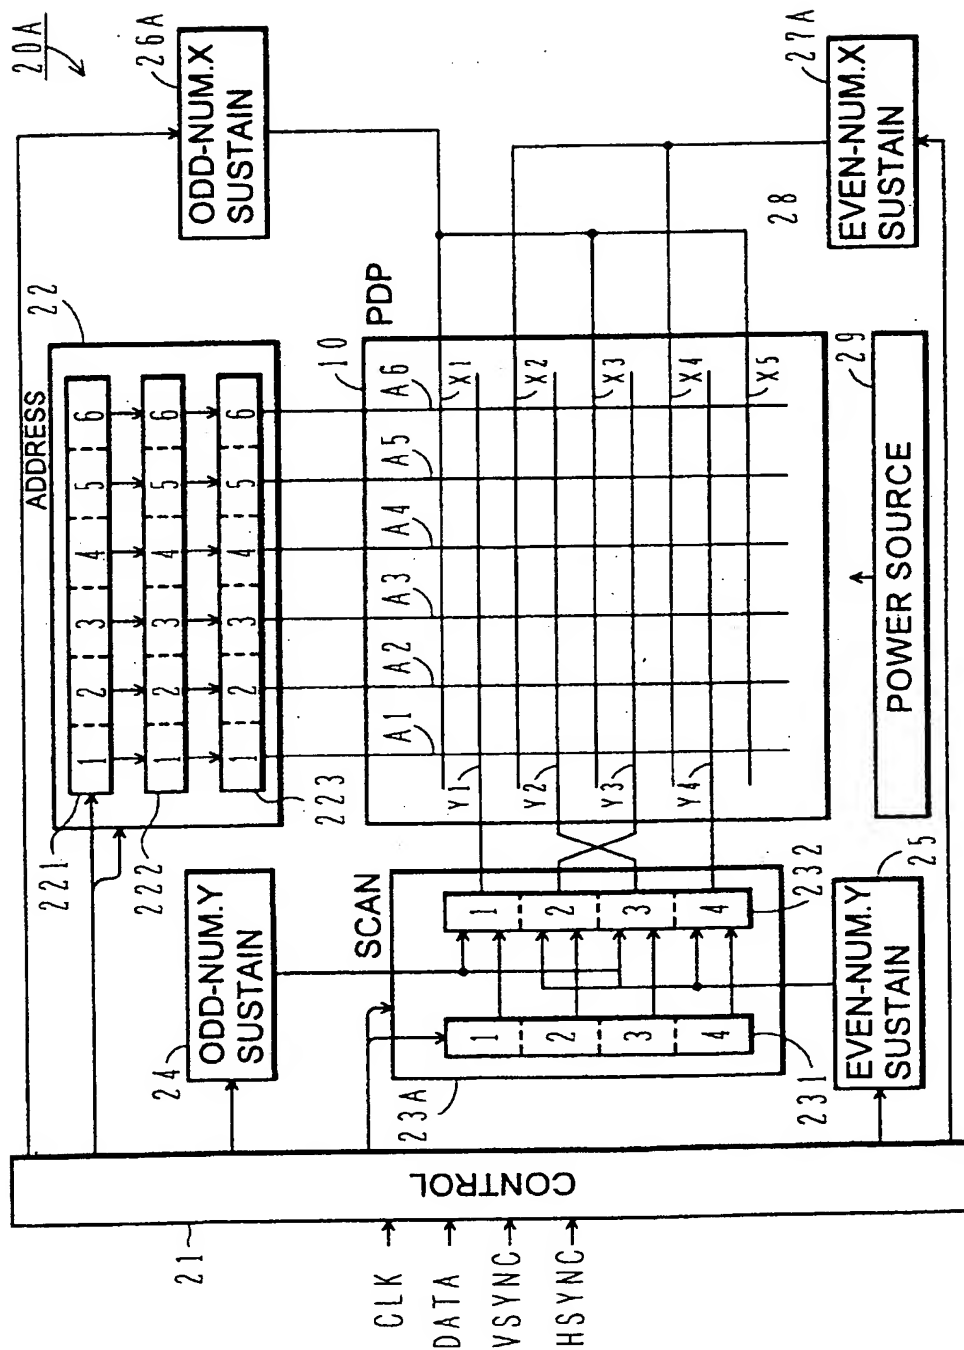 20A
ODD-NUM.X
SUSTAIN
26A
22
ADDRESS
1 2 3 4 5 6
1 2 3 4 5 6
1 2 3 4 5 6
221
222
223
24
ODD-NUM.Y
SUSTAIN
10
PDP
A1 A2 A3 A4 A5 A6
X1
X2
X3
X4
X5
Y1
Y2
Y3
Y4
SCAN
1
2
3
4
1
2
3
4
23A
231
232
28
27A
EVEN-NUM.X
SUSTAIN
29
POWER SOURCE
25
EVEN-NUM.Y
SUSTAIN
21
CONTROL
CLK
DATA
VSYNC
HSYNC